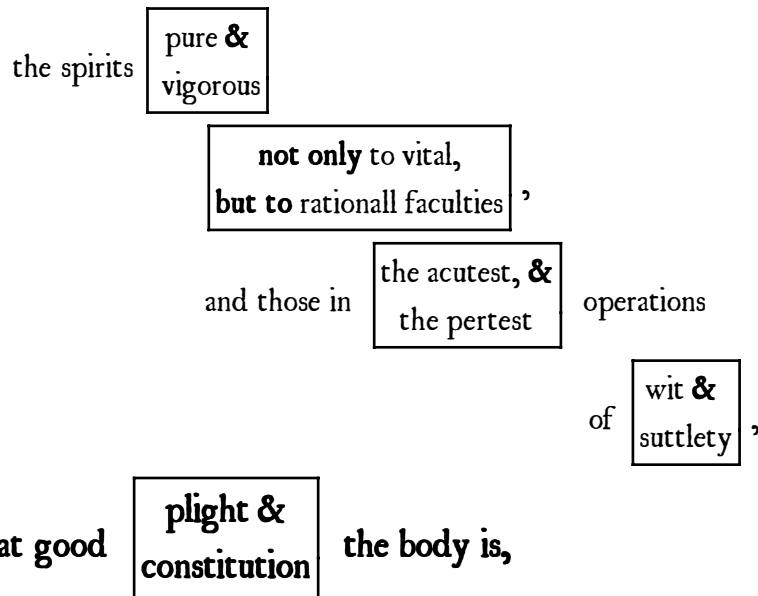 pure &
the spirits
vigorous
not only to vital,
but to rationall faculties ,
the acutest, &
and those in operations
the pertest
wit &
of ,
suttlety
plight &
at good the body is,
constitution